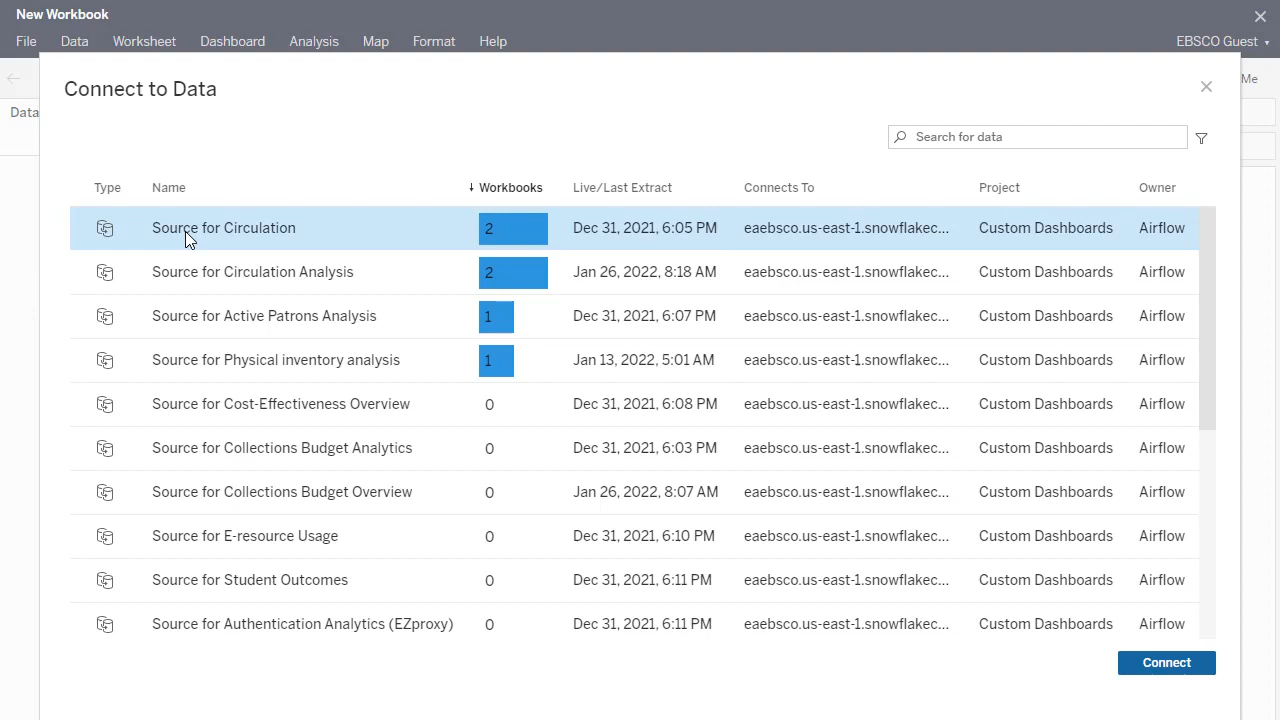 New Workbook
File Data Worksheet Dashboard Analysis Map Format Help EBSCO Guest
Me
Data
Connect to Data
Search for data
Type Name Workbooks Live/Last Extract Connects To Project Owner
Source for Circulation 2 Dec 31, 2021, 6:05 PM eaebsco.us-east-1.snowflakec... Custom Dashboards Airflow
Source for Circulation Analysis 2 Jan 26, 2022, 8:18 AM eaebsco.us-east-1.snowflakec... Custom Dashboards Airflow
Source for Active Patrons Analysis 1 Dec 31, 2021, 6:07 PM eaebsco.us-east-1.snowflakec... Custom Dashboards Airflow
Source for Physical inventory analysis 1 Jan 13, 2022, 5:01 AM eaebsco.us-east-1.snowflakec... Custom Dashboards Airflow
Source for Cost-Effectiveness Overview 0 Dec 31, 2021, 6:08 PM eaebsco.us-east-1.snowflakec... Custom Dashboards Airflow
Source for Collections Budget Analytics 0 Dec 31, 2021, 6:03 PM eaebsco.us-east-1.snowflakec... Custom Dashboards Airflow
Source for Collections Budget Overview 0 Jan 26, 2022, 8:07 AM eaebsco.us-east-1.snowflakec... Custom Dashboards Airflow
Source for E-resource Usage 0 Dec 31, 2021, 6:10 PM eaebsco.us-east-1.snowflakec... Custom Dashboards Airflow
Source for Student Outcomes 0 Dec 31, 2021, 6:11 PM eaebsco.us-east-1.snowflakec... Custom Dashboards Airflow
Source for Authentication Analytics (EZproxy) 0 Dec 31, 2021, 6:11 PM eaebsco.us-east-1.snowflakec... Custom Dashboards Airflow
Connect